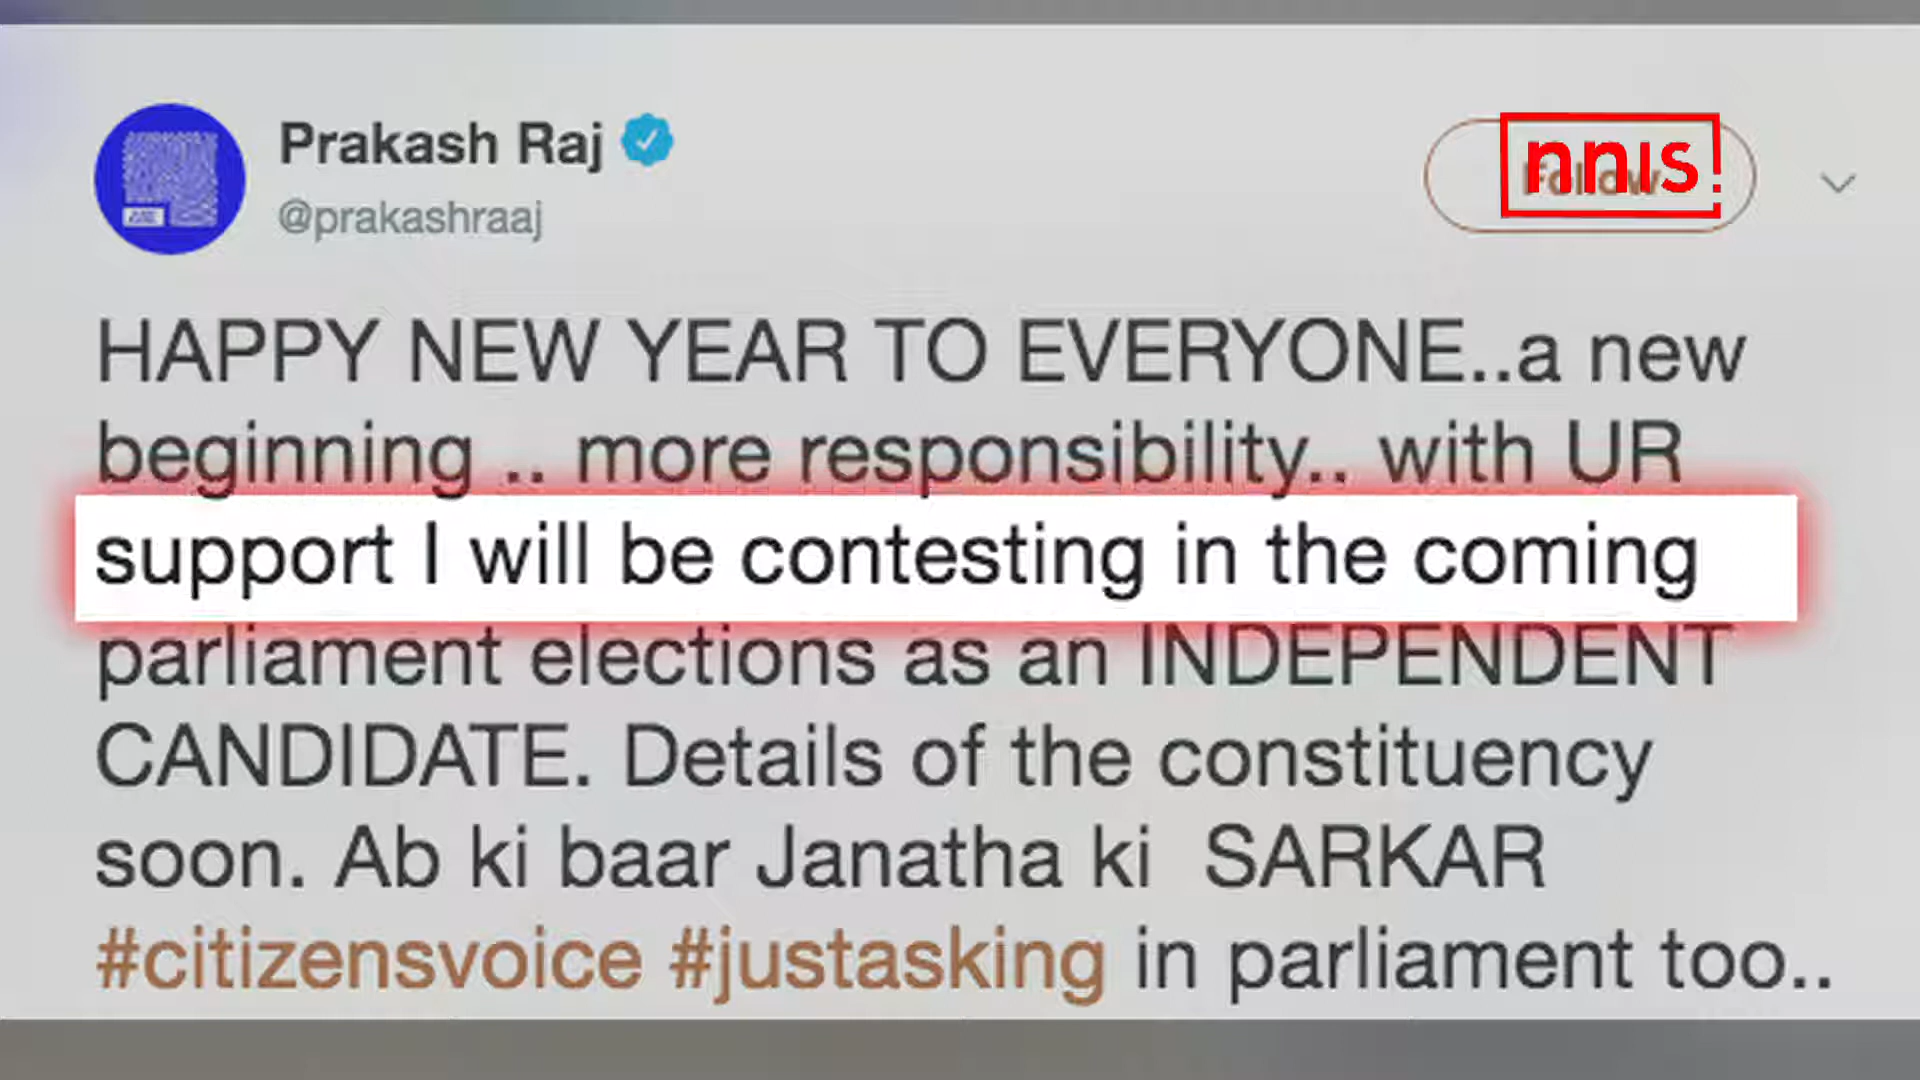 Prakash Raj
@prakashraaj
nnis
HAPPY NEW YEAR TO EVERYONE..a new
beginning .. more responsibility.. with UR
support I will be contesting in the coming
parliament elections as an INDEPENDENT
CANDIDATE. Details of the constituency
soon. Ab ki baar Janatha ki SARKAR
#citizensvoice #justasking in parliament too..